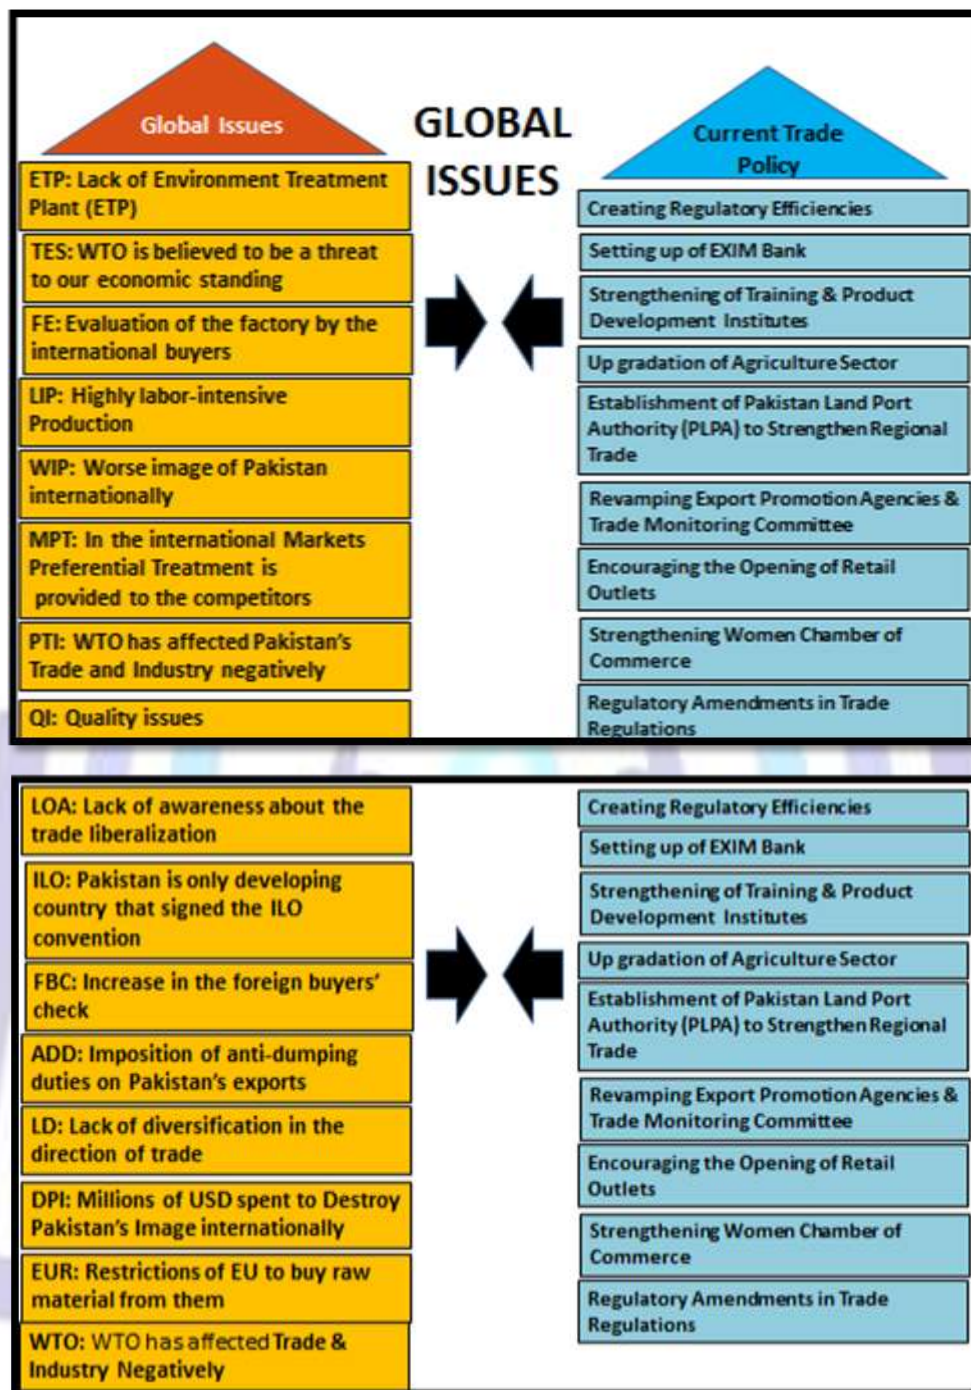 Global Issues
ETP: Lack of Environment Treatment
Plant (ETP)
TES: WTO is believed to be a threat
to our economic standing
FE: Evaluation of the factory by the
international buyers
LIP: Highly labor-intensive
Production
WIP: Worse image of Pakistan
internationally
MPT: In the international Markets
Preferential Treatment is
provided to the competitors
PTI: WTO has affected Pakistan's
Trade and Industry negatively
QI: Quality issues
GLOBAL
ISSUES
Current Trade
Policy
Creating Regulatory Efficiencies
Setting up of EXIM Bank
Strengthening of Training & Product
Development Institutes
Up gradation of Agriculture Sector
Establishment of Pakistan Land Port
Authority (PLPA) to Strengthen Regional
Trade
Revamping Export Promotion Agencies &
Trade Monitoring Committee
Encouraging the Opening of Retail
Outlets
Strengthening Women Chamber of
Commerce
Regulatory Amendments in Trade
Regulations
LOA: Lack of awareness about the
trade liberalization
ILO: Pakistan is only developing
country that signed the ILO
convention
FBC: Increase in the foreign buyers'
check
ADD: Imposition of anti-dumping
duties on Pakistan's exports
LD: Lack of diversification in the
direction of trade
DPI: Millions of USD spent to Destroy
Pakistan's Image internationally
EUR: Restrictions of EU to buy raw
material from them
WTO: WTO has affected Trade &
Industry Negatively
Creating Regulatory Efficiencies
Setting up of EXIM Bank
Strengthening of Training & Product
Development Institutes
Up gradation of Agriculture Sector
Establishment of Pakistan Land Port
Authority (PLPA) to Strengthen Regional
Trade
Revamping Export Promotion Agencies &
Trade Monitoring Committee
Encouraging the Opening of Retail
Outlets
Strengthening Women Chamber of
Commerce
Regulatory Amendments in Trade
Regulations